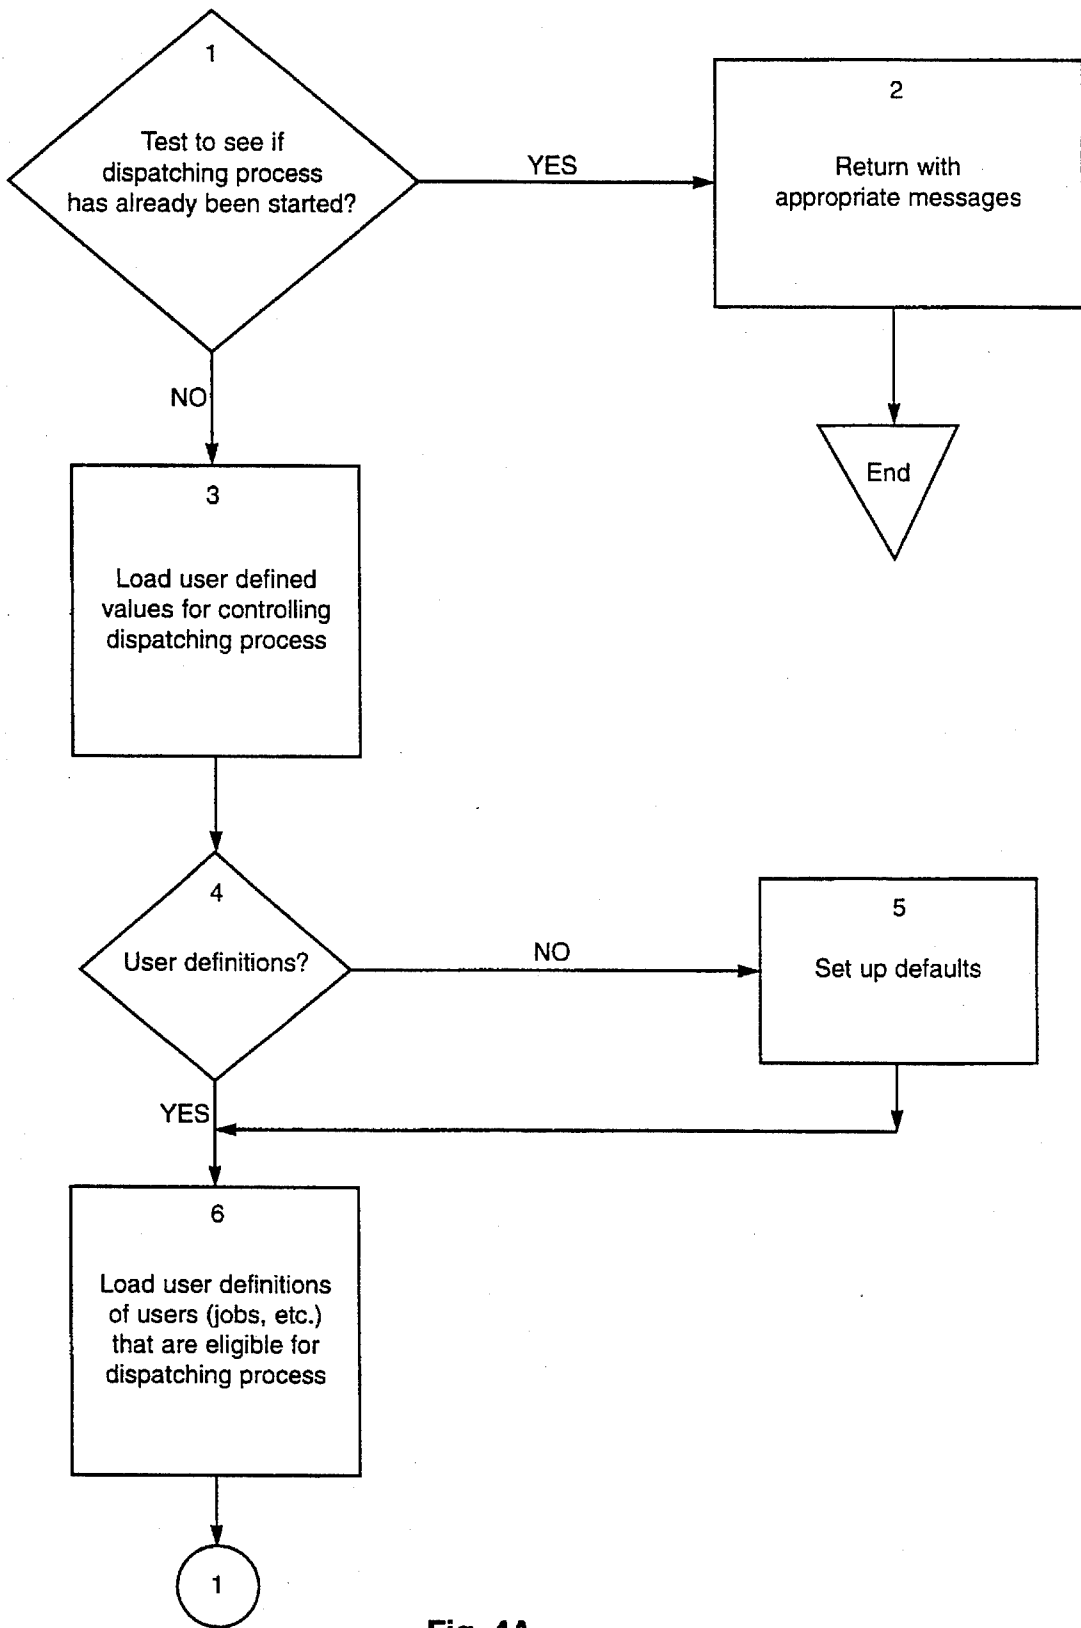 1
Test to see if
dispatching process
has already been started?
YES
2
Return with
appropriate messages
NO
End
3
Load user defined
values for controlling
dispatching process
4
User definitions?
NO
5
Set up defaults
YES
6
Load user definitions
of users (jobs, etc.)
that are eligible for
dispatching process
1
Fig. 4A